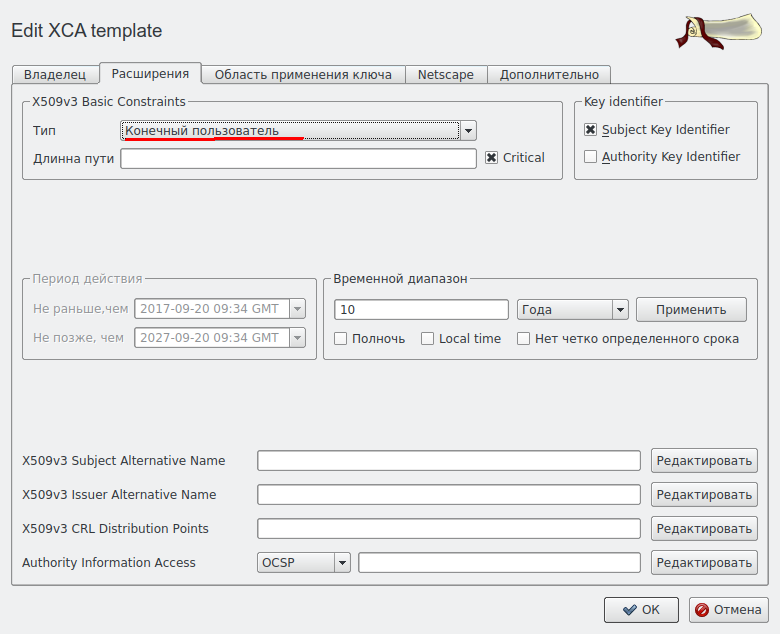 Edit XCA template
Владелец Расширения Область применения ключа Netscape Дополнительно
X509v3 Basic Constraints
Тип Конечный пользователь
Длинна пути Critical
Key identifier
Subject Key Identifier
Authority Key Identifier
Период действия
Не раньше,чем 2017-09-20 09:34 GMT
Не позже, чем 2027-09-20 09:34 GMT
Временной диапазон
10 Года Применить
Полночь Local time Нет четко определенного срока
X509v3 Subject Alternative Name Редактировать
X509v3 Issuer Alternative Name Редактировать
X509v3 CRL Distribution Points Редактировать
Authority Information Access OCSP Редактировать
OK Отмена